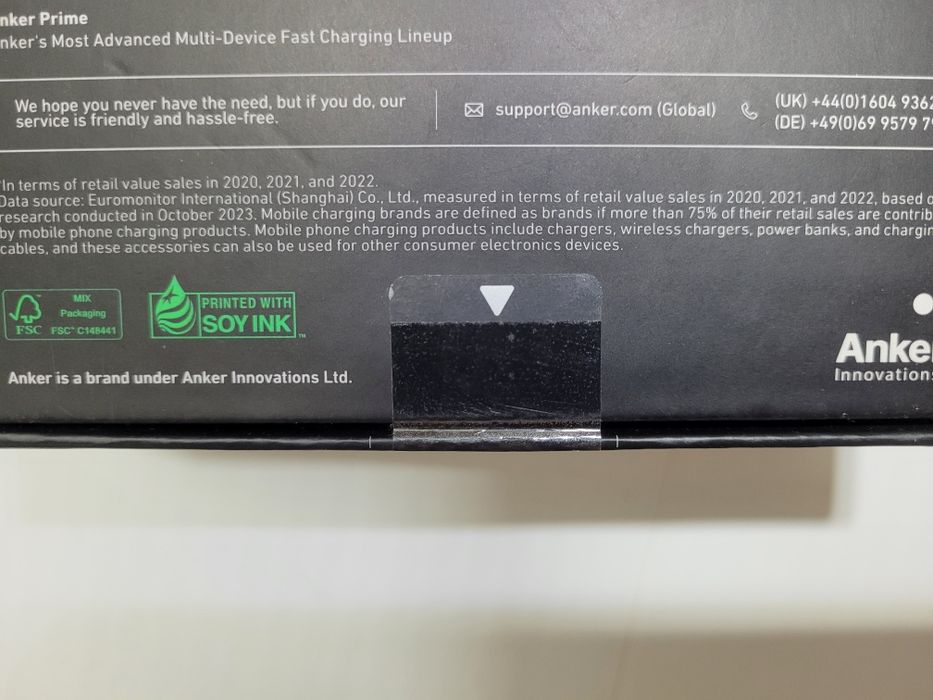 nker Prime
nker's Most Advanced Multi-Device Fast Charging Lineup
We hope you never have the need, but if you do, our
service is friendly and hassle-free.
support@anker.com (Global)
(UK) +44(0)1604 9362
(DE) +49(0)69 9579 79
*In terms of retail value sales in 2020, 2021, and 2022.
Data source: Euromonitor International (Shanghai) Co., Ltd., measured in terms of retail value sales in 2020, 2021, and 2022, based o
research conducted in October 2023. Mobile charging brands are defined as brands if more than 75% of their retail sales are contrib
by mobile phone charging products. Mobile phone charging products include chargers, wireless chargers, power banks, and chargin
cables, and these accessories can also be used for other consumer electronics devices.
FSC
MIX
Packaging
FSC™ C148441
PRINTED WITH
SOY INK™
Anker is a brand under Anker Innovations Ltd.
Anker
Innovations